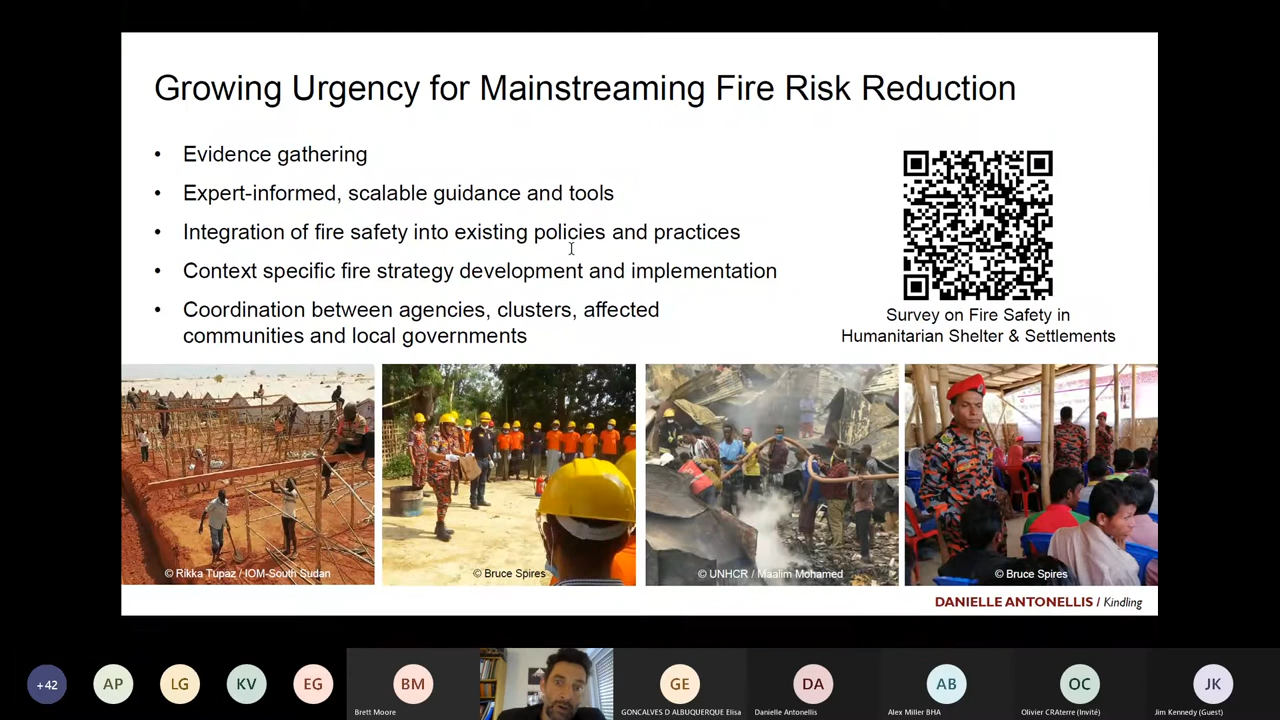 Growing Urgency for Mainstreaming Fire Risk Reduction
• Evidence gathering
• Expert-informed, scalable guidance and tools
• Integration of fire safety into existing policies and practices
• Context specific fire strategy development and implementation
• Coordination between agencies, clusters, affected
communities and local governments
Survey on Fire Safety in
Humanitarian Shelter & Settlements
© Rikka Tupaz / IOM-South Sudan
© Bruce Spires
© UNHCR / Maalim Mohamed
© Bruce Spires
DANIELLE ANTONELLIS / Kindling
+42
AP
LG
KV
EG
BM
GE
DA
AB
OC
JK
Brett Moore
GONCALVES D ALBUQUERQUE Elisa
Danielle Antonellis
Alex Miller BHA
Olivier CRAterre (Invité)
Jim Kennedy (Guest)